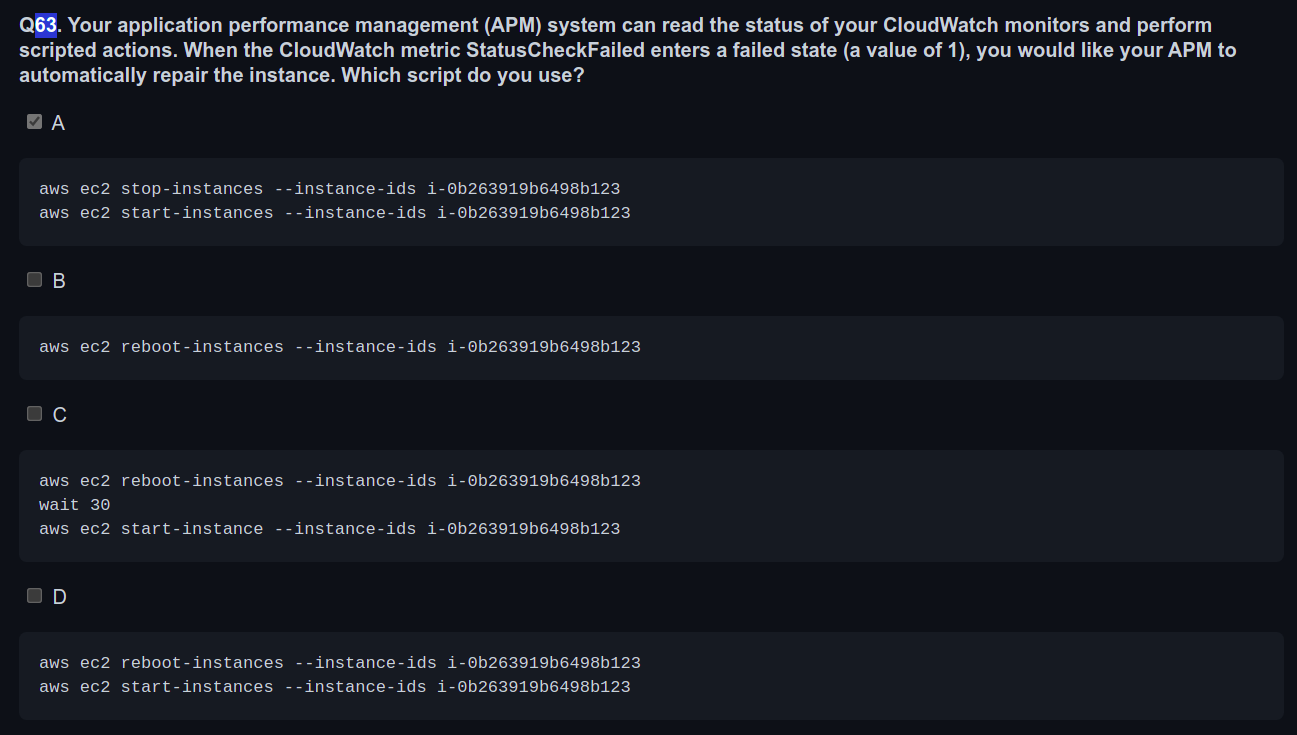 Q63. Your application performance management (APM) system can read the status of your CloudWatch monitors and perform
scripted actions. When the CloudWatch metric StatusCheckFailed enters a failed state (a value of 1), you would like your APM to
automatically repair the instance. Which script do you use?
A
aws ec2 stop-instances --instance-ids i-0b263919b6498b123
aws ec2 start-instances --instance-ids i-0b263919b6498b123
B
aws ec2 reboot-instances --instance-ids i-0b263919b6498b123
C
aws ec2 reboot-instances --instance-ids i-0b263919b6498b123
wait 30
aws ec2 start-instance --instance-ids i-0b263919b6498b123
D
aws ec2 reboot-instances --instance-ids i-0b263919b6498b123
aws ec2 start-instances --instance-ids i-0b263919b6498b123